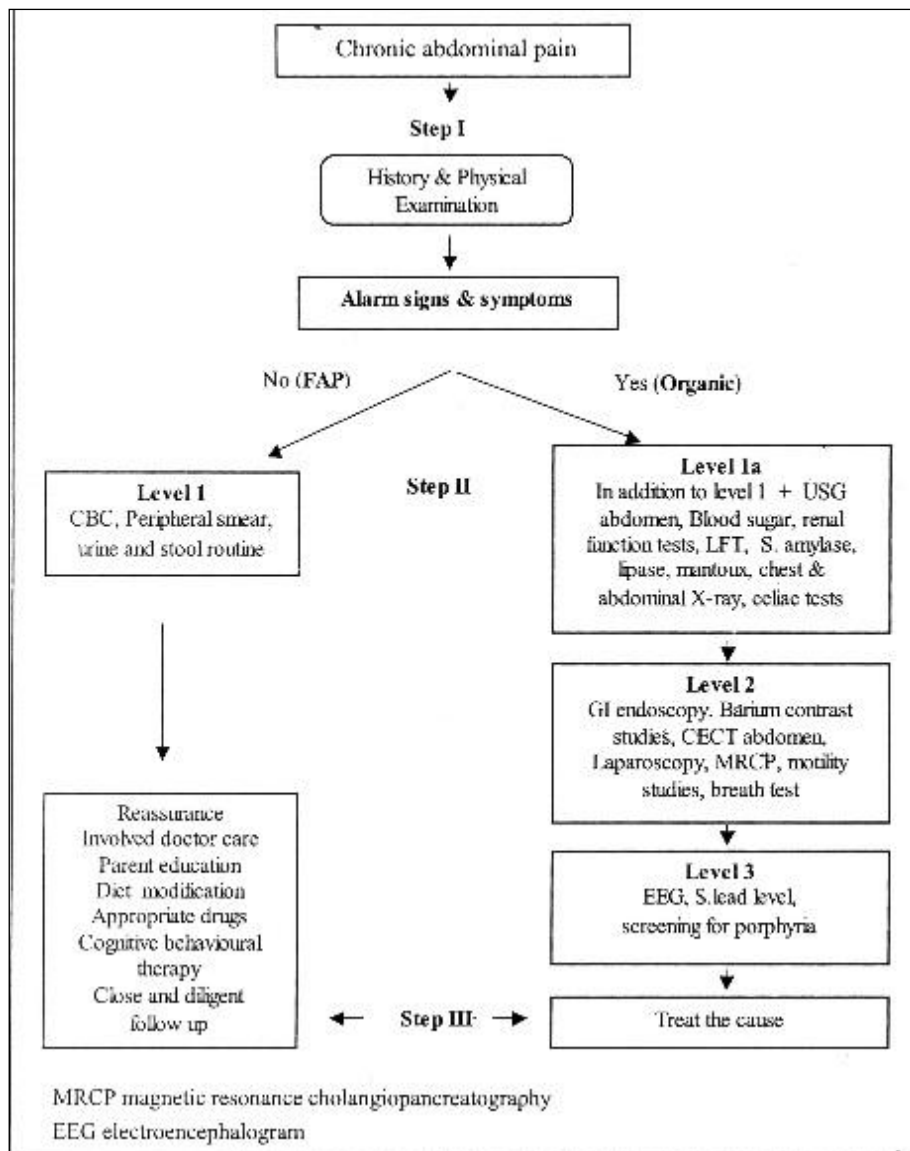 Chronic abdominal pain
Step I
History & Physical
Examination
Alarm signs & symptoms
No (FAP)
Yes (Organic)
Level 1
CBC, Peripheral smear,
urine and stool routine
Step II
Level 1a
In addition to level 1 + USG
abdomen, Blood sugar, renal
function tests, LFT, S. amylase,
lipase, mantoux, chest &
abdominal X-ray, celiac tests
Level 2
GI endoscopy. Barium contrast
studies, CECT abdomen,
Laparoscopy, MRCP, motility
studies, breath test
Reassurance
Involved doctor care
Parent education
Diet modification
Appropriate drugs
Cognitive behavioural
therapy
Close and diligent
follow up
Level 3
EEG, S.lead level,
screening for porphyria
Step III
Treat the cause
MRCP magnetic resonance cholangiopancreatography
EEG electroencephalogram